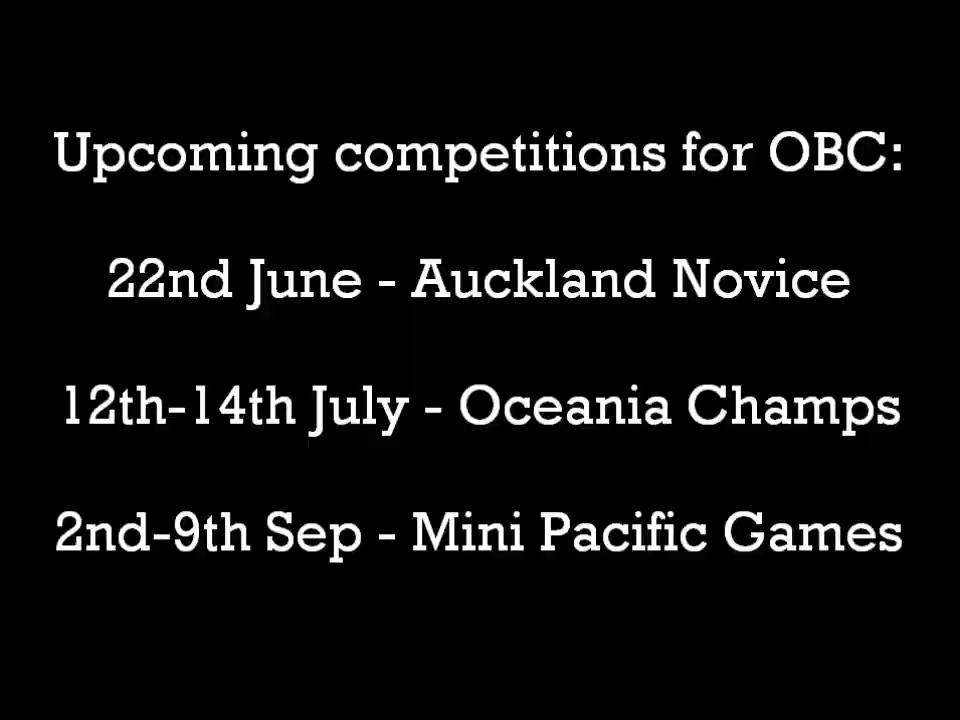 Upcoming competitions for OBC:
22nd June - Auckland Novice
12th-14th July - Oceania Champs
2nd-9th Sep - Mini Pacific Games